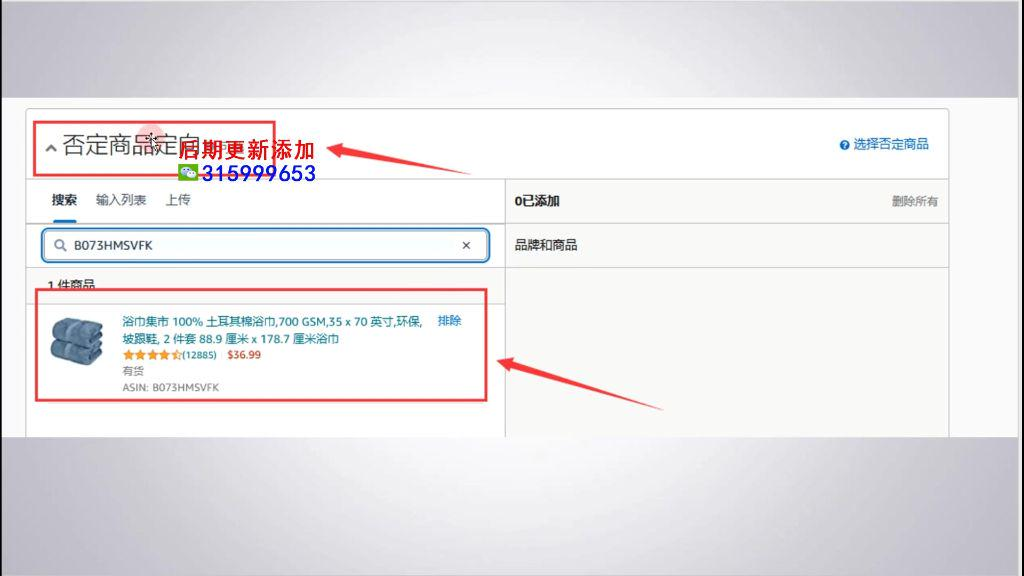 否定商品定向
后期更新添加
315999653
选择否定商品
搜索 输入列表 上传
0已添加 删除所有
B073HMSVFK
品牌和商品
1 件商品
浴巾集市 100% 土耳其棉浴巾,700 GSM,35 x 70 英寸,环保, 排除
坡跟鞋, 2 件套 88.9 厘米 x 178.7 厘米浴巾
(12885) $36.99
有货
ASIN: B073HMSVFK